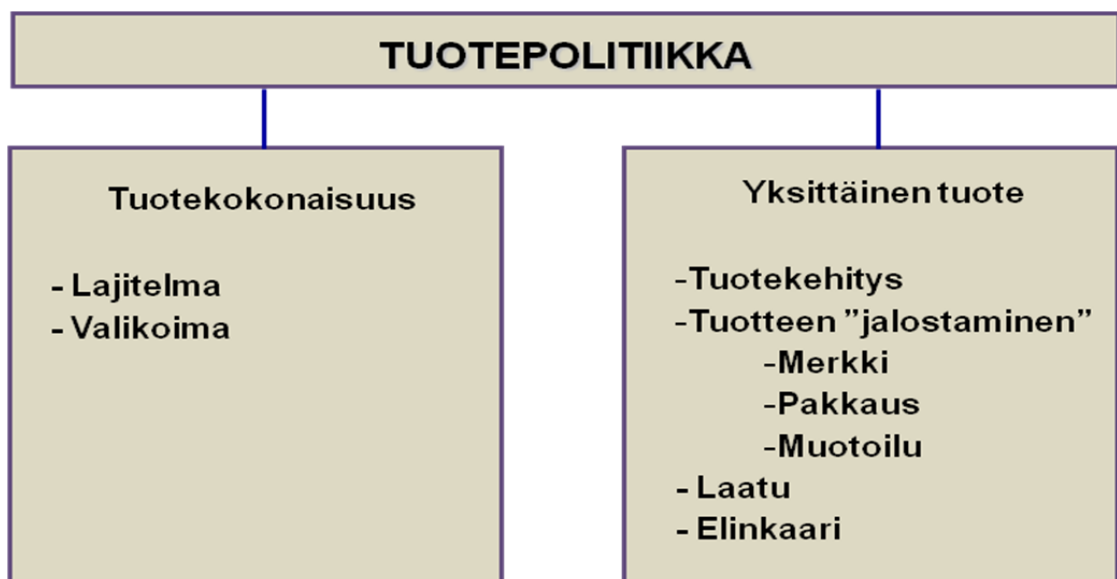 TUOTEPOLITIIKKA
Tuotekokonaisuus
- Lajitelma
- Valikoima
Yksittäinen tuote
-Tuotekehitys
-Tuotteen ”jalostaminen”
-Merkki
-Pakkaus
-Muotoilu
- Laatu
- Elinkaari